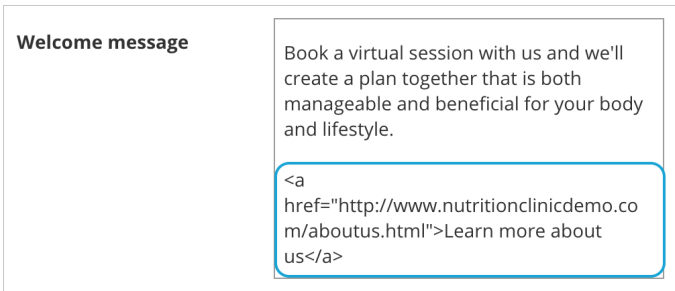 Welcome message
Book a virtual session with us and we'll
create a plan together that is both
manageable and beneficial for your body
and lifestyle.
<a
href="http://www.nutritionclinicdemo.co
m/aboutus.html">Learn more about
us</a>